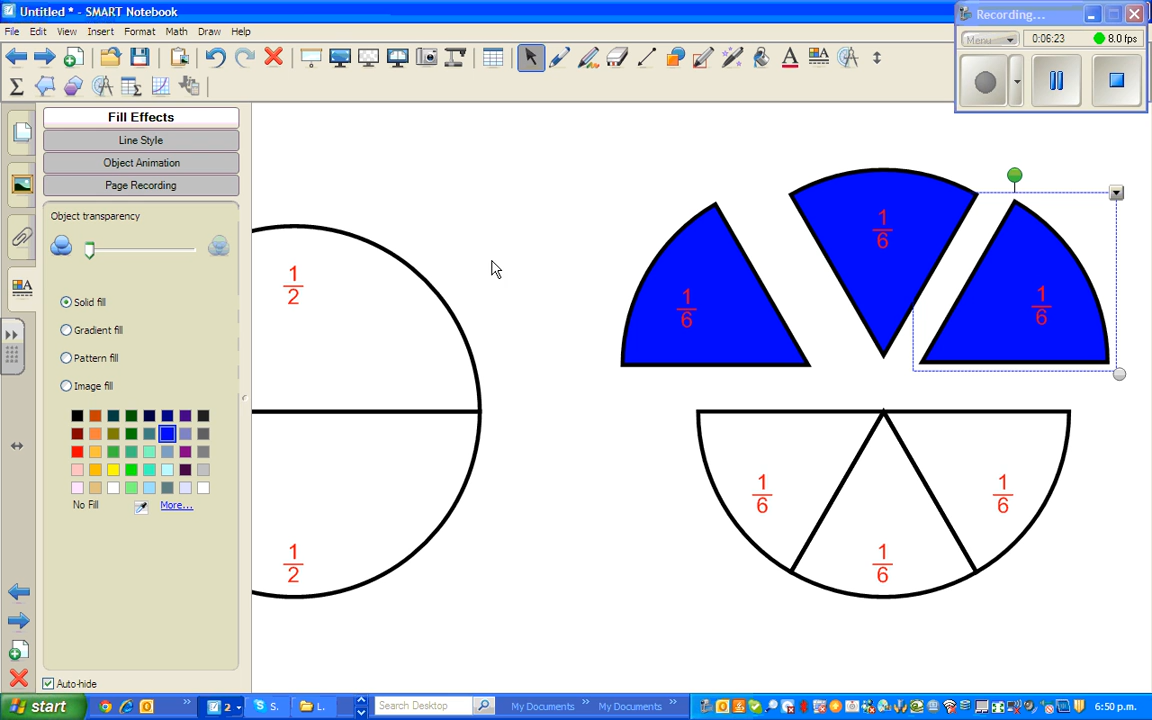 Untitled * - SMART Notebook
Recording...
File Edit View Insert Format Math Draw Help
Menu
0:06:23
8.0 fps
Fill Effects
Line Style
Object Animation
Page Recording
Object transparency
Solid fill
Gradient fill
Pattern fill
Image fill
No Fill
More...
Auto-hide
1
2
1
2
1
6
1
6
1
6
1
6
1
6
1
6
start
2
S.
L.
Search Desktop
My Documents
My Documents
6:50 p.m.